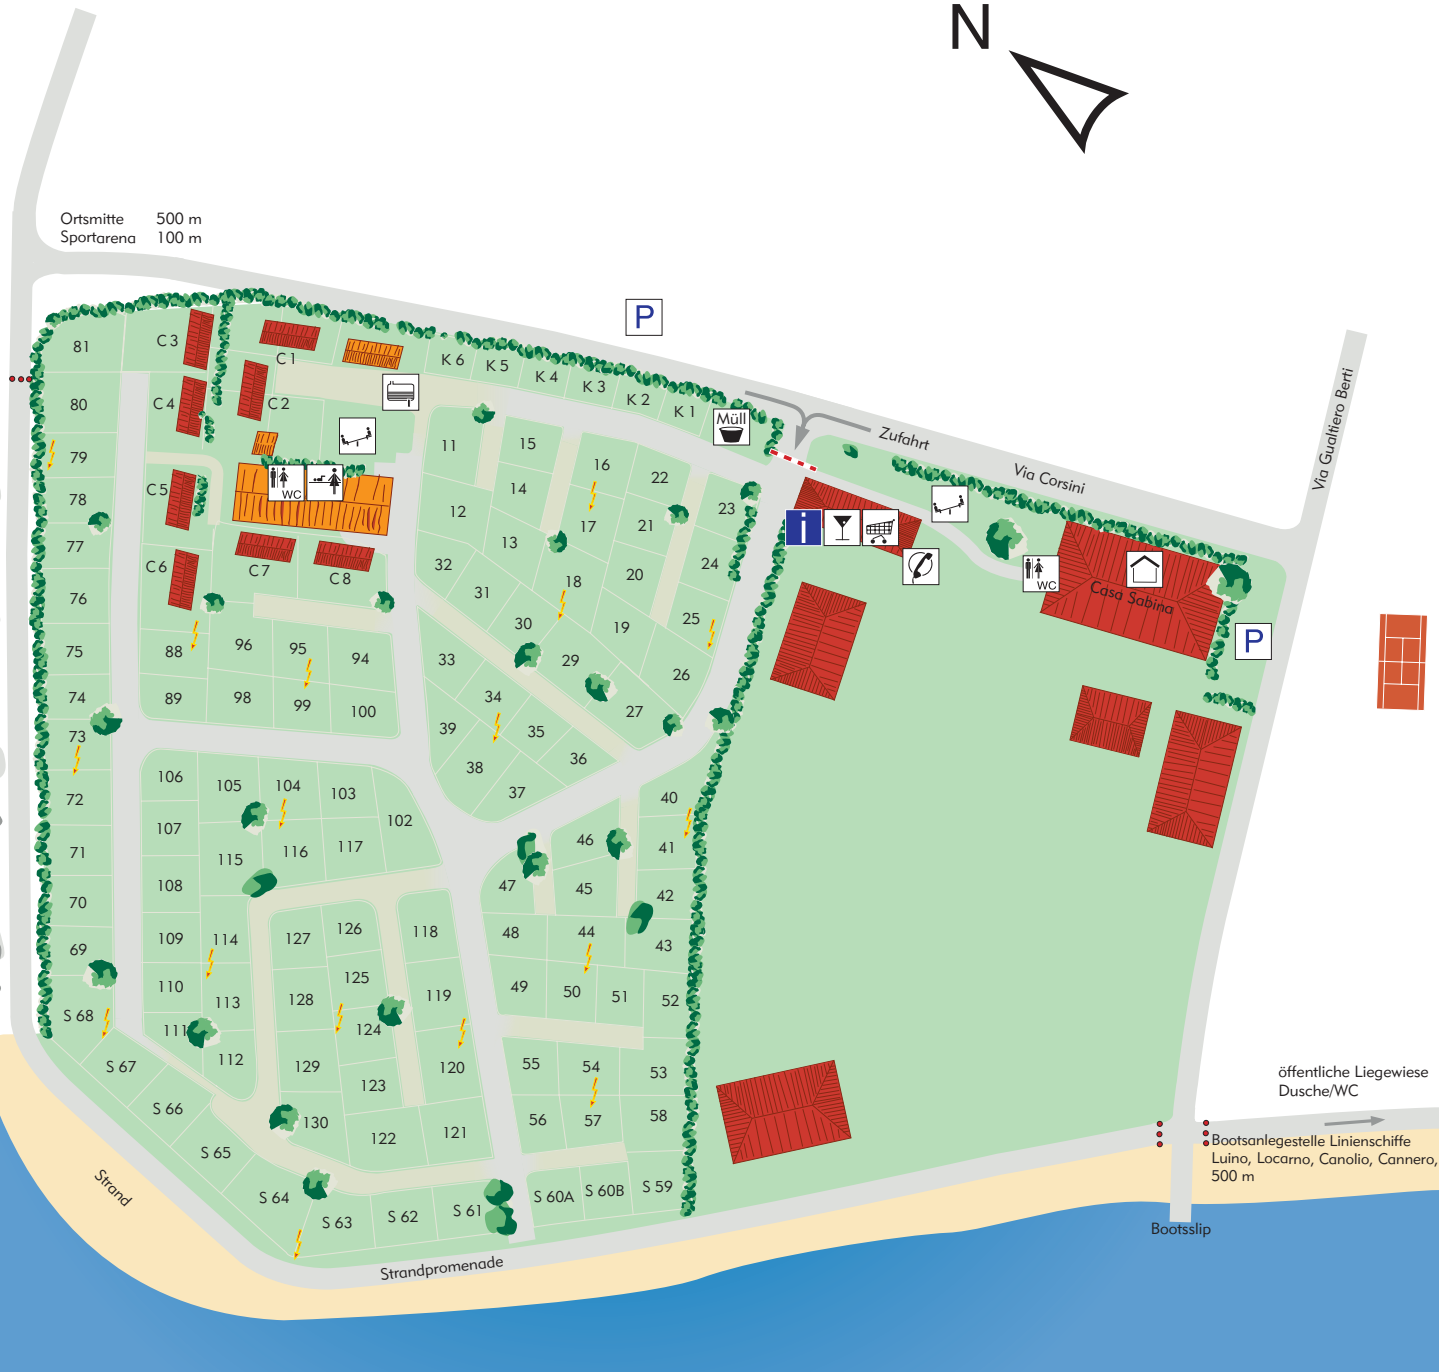 N
Ortsmitte 500 m
Sportarena 100 m
P
Zufahrt
Via Corsini
Via Gualtiero Berti
81
C 3
C 1
K 6
K 5
K 4
K 3
K 2
K 1
Müll
80
C 4
C 2
79
78
C 5
WC
77
C 6
C 7
C 8
76
11
15
16
22
23
14
12
17
21
13
24
32
18
20
31
30
19
25
i
WC
Casa Sabina
P
75
88
96
95
94
33
29
26
74
89
98
99
100
34
27
73
39
35
36
38
37
72
106
105
104
103
102
40
107
46
41
71
115
116
117
108
47
45
42
70
109
114
127
126
118
48
44
43
69
125
110
113
128
119
49
50
51
52
S 68
111
124
112
129
120
55
54
53
S 67
123
S 66
130
122
121
56
57
58
S 65
S 64
S 63
S 62
S 61
S 60A
S 60B
S 59
Strand
Strandpromenade
öffentliche Liegewiese
Dusche/WC
Bootsanlegestelle Linienschiffe
Luino, Locarno, Canolio, Cannero,
500 m
Bootsslip